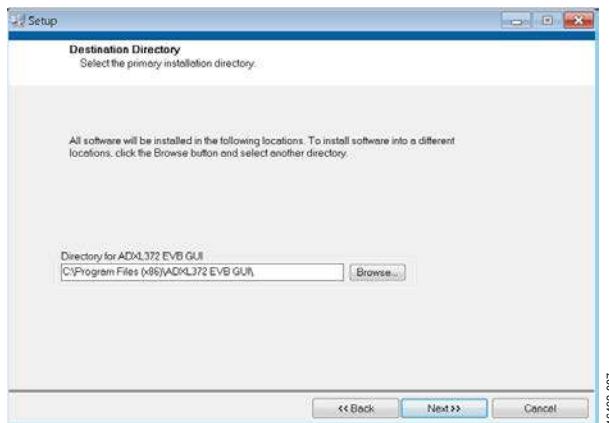 Setup
Destination Directory
Select the primary installation directory.
All software will be installed in the following locations. To install software into a different
locations, click the Browse button and select another directory.
Directory for ADXL372 EVB GUI
C:\Program Files (x86)\ADXL372 EVB GUI\
Browse...
<< Back
Next >>
Cancel